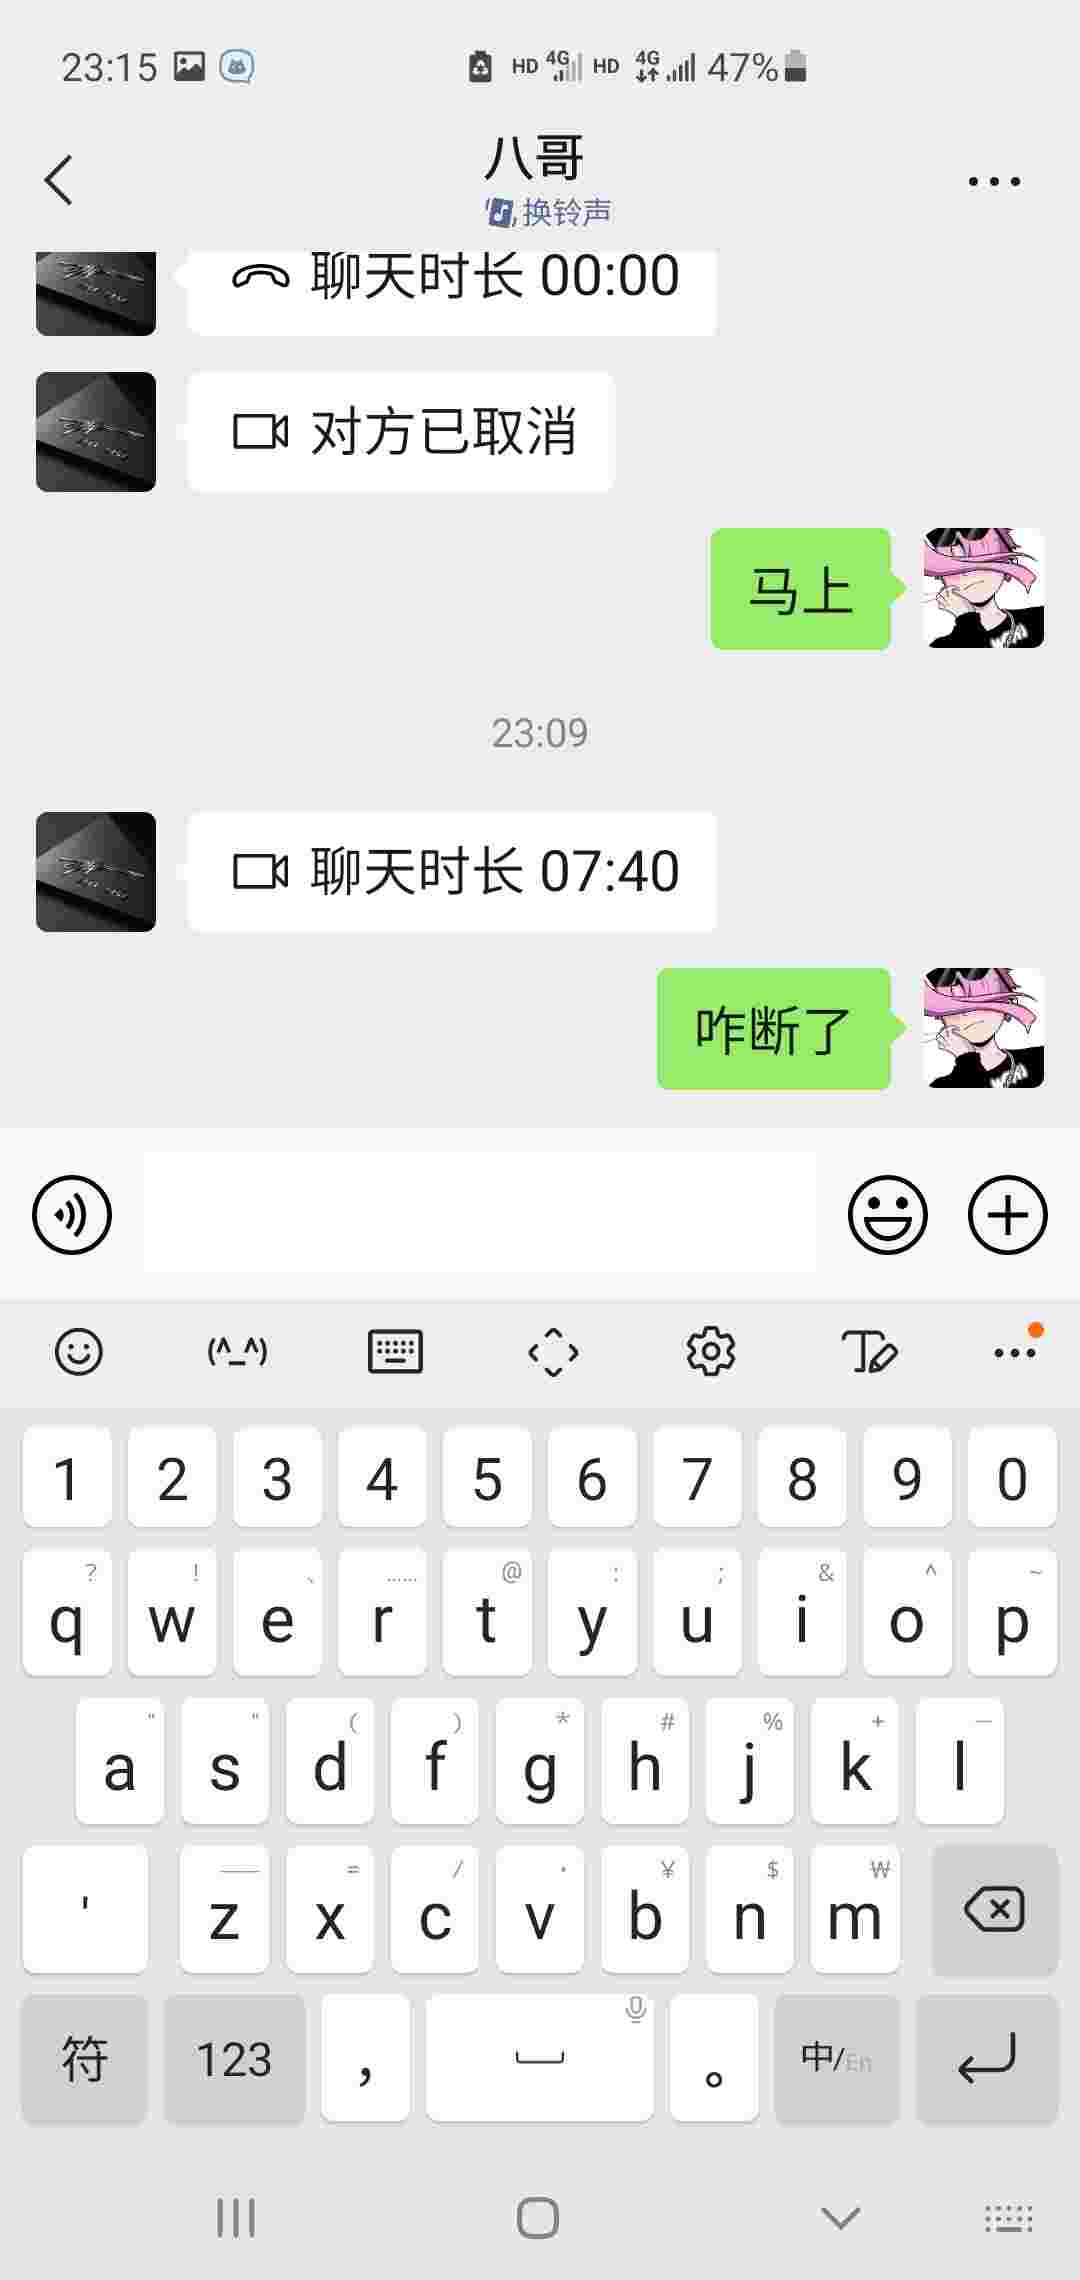 23:15 HD 4G HD 4G 47%
八哥
换铃声
聊天时长 00:00
对方已取消
马上
23:09
聊天时长 07:40
咋断了
(^_^)
1 2 3 4 5 6 7 8 9 0
? ! 、 …… @ : ; & ^ ~
q w e r t y u i o p
" " ( ) * # % + —
a s d f g h j k l
—— = / · ¥ $ ₩
' z x c v b n m
符 123 , 。 中/En